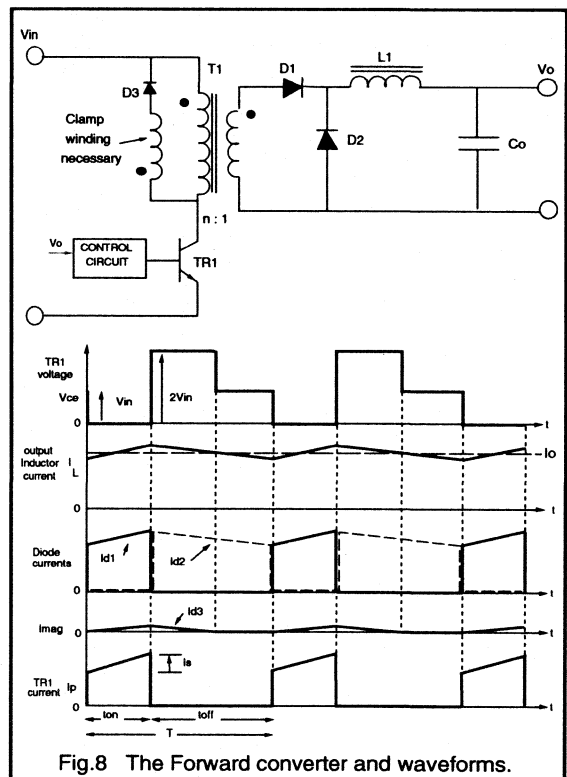 Vin
D3
T1
D1
L1
Vo
Clamp
winding
necessary
D2
Co
n : 1
Vo
CONTROL
CIRCUIT
TR1
TR1
voltage
Vce
Vin
2Vin
0
t
output
Inductor
current
I
L
Io
0
t
Diode
currents
Id1
Id2
0
t
Imag
Id3
0
t
TR1
current
Ip
Is
0
t
ton
toff
T
Fig.8 The Forward converter and waveforms.